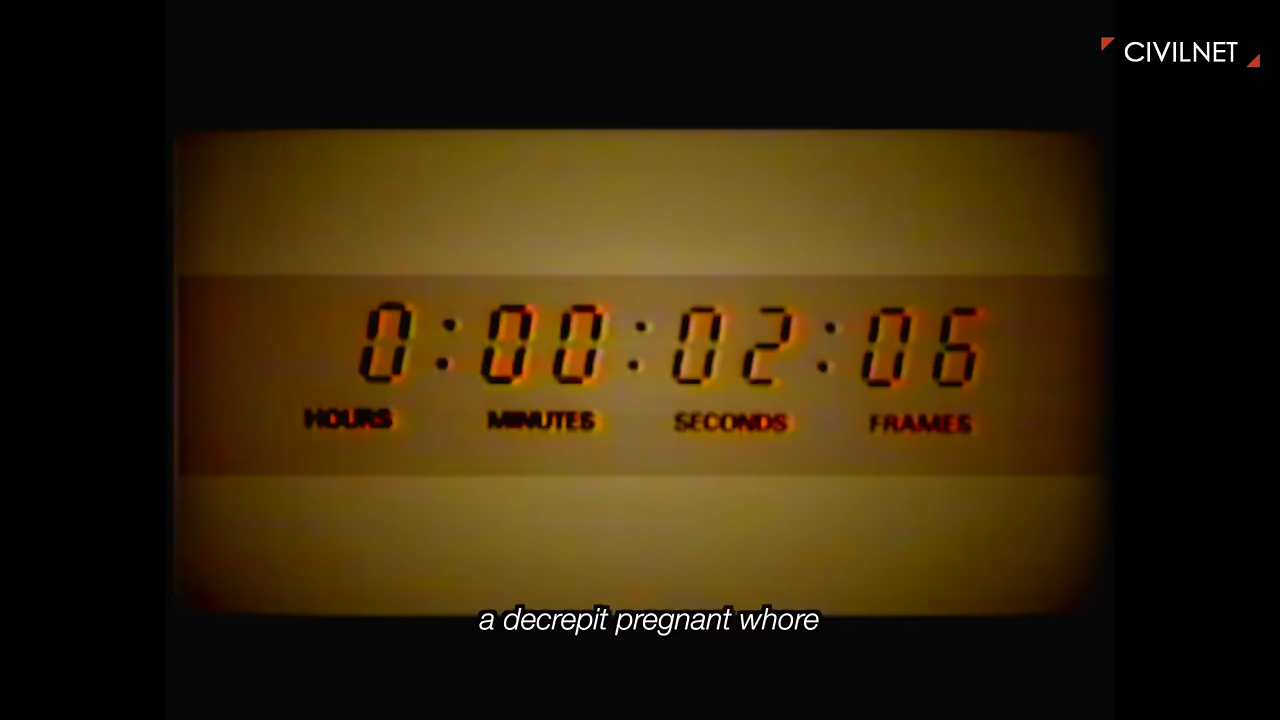 CIVILNET
0:00:02:06
HOURS MINUTES SECONDS FRAMES
a decrepit pregnant whore